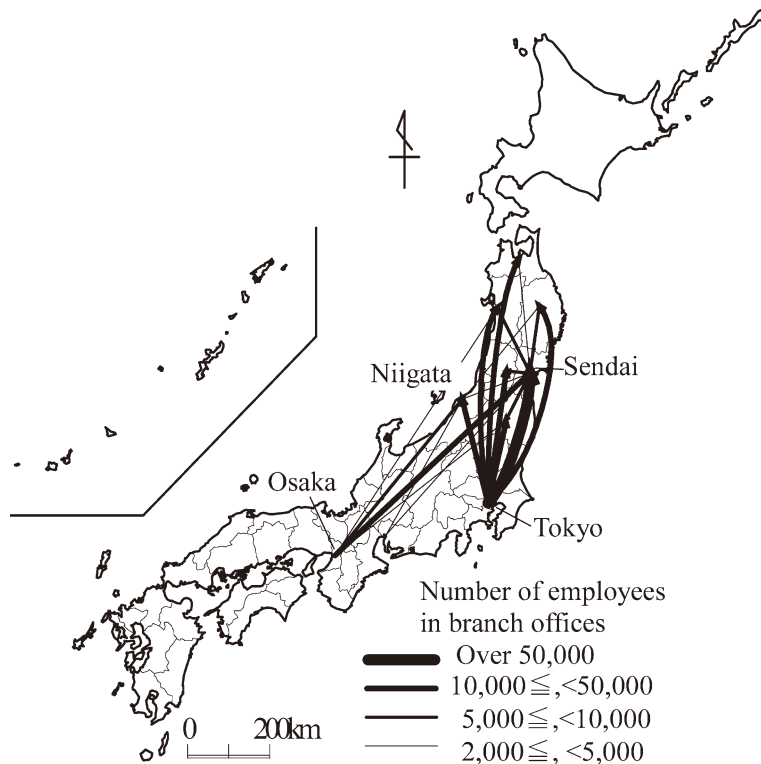 Niigata
Sendai
Osaka
Tokyo
Number of employees
in branch offices
Over 50,000
10,000≦,<50,000
5,000≦,<10,000
2,000≦, <5,000
0 200km